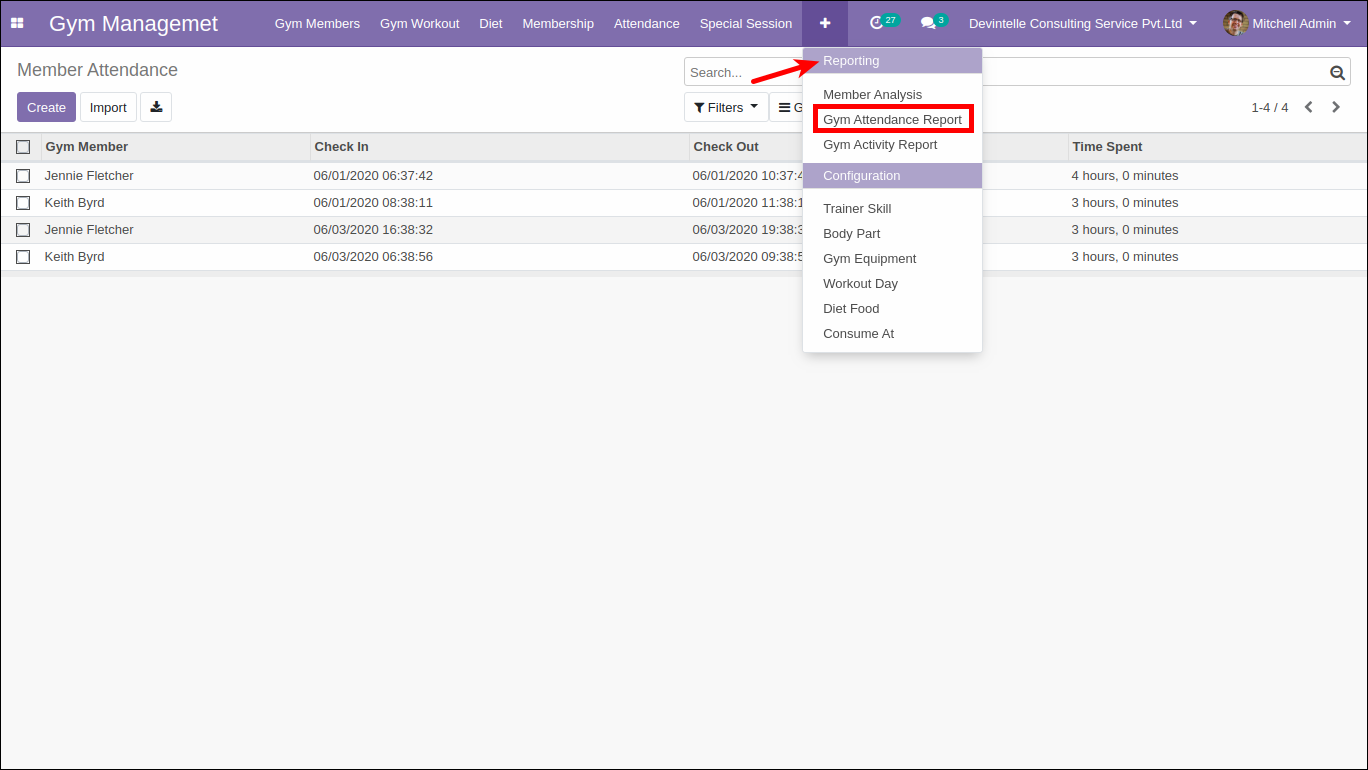 Gym Managemet Gym Members Gym Workout Diet Membership Attendance Special Session 27 3 Devintelle Consulting Service Pvt.Ltd Mitchell Admin
Member Attendance
Search...
Create Import
Filters G
1-4 / 4
Reporting
Member Analysis
Gym Attendance Report
Gym Activity Report
Configuration
Trainer Skill
Body Part
Gym Equipment
Workout Day
Diet Food
Consume At
Gym Member Check In Check Out Time Spent
Jennie Fletcher 06/01/2020 06:37:42 06/01/2020 10:37:4 4 hours, 0 minutes
Keith Byrd 06/01/2020 08:38:11 06/01/2020 11:38:1 3 hours, 0 minutes
Jennie Fletcher 06/03/2020 16:38:32 06/03/2020 19:38:3 3 hours, 0 minutes
Keith Byrd 06/03/2020 06:38:56 06/03/2020 09:38:5 3 hours, 0 minutes